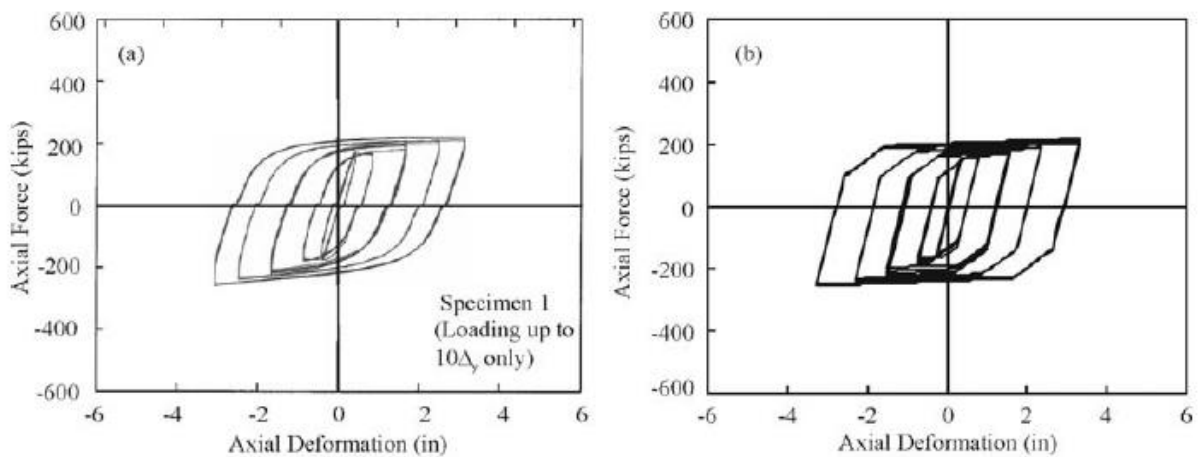 600
400
200
0
-200
-400
-600
Axial Force (kips)
(a)
Specimen 1
(Loading up to
10Δy only)
-6 -4 -2 0 2 4 6
Axial Deformation (in)
600
400
200
0
-200
-400
-600
Axial Force (kips)
(b)
-6 -4 -2 0 2 4 6
Axial Deformation (in)